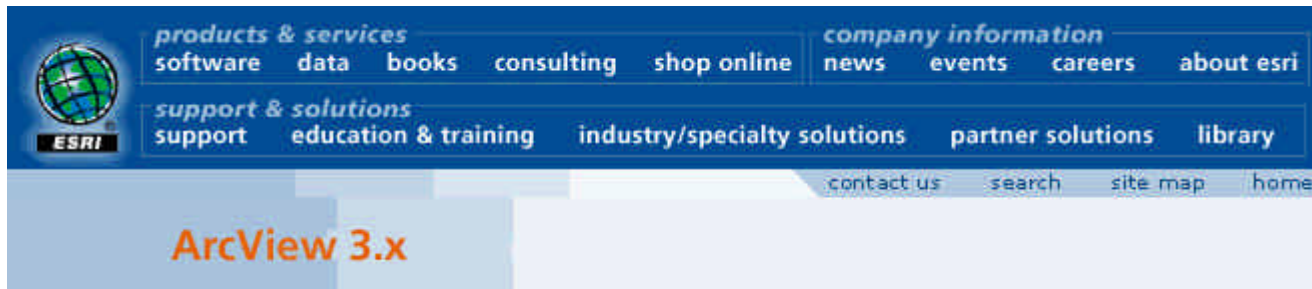 products & services
software data books consulting shop online
company information
news events careers about esri
support & solutions
support education & training industry/specialty solutions partner solutions library
ESRI
contact us search site map home
ArcView 3.x